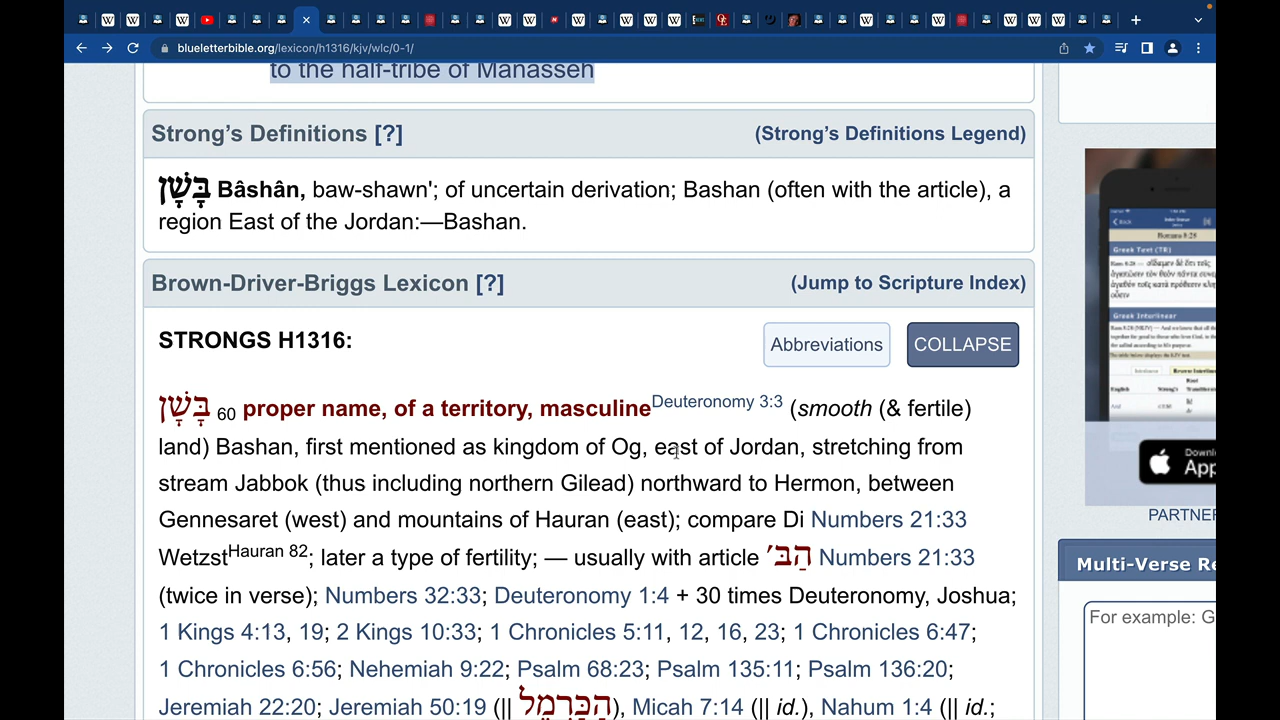 blueletterbible.org/lexicon/h1316/kjv/wlc/0-1/
to the half-tribe of Manasseh
Strong’s Definitions [?]
(Strong’s Definitions Legend)
בָּשָׁן Bâshân, baw-shawn'; of uncertain derivation; Bashan (often with the article), a
region East of the Jordan:—Bashan.
Brown-Driver-Briggs Lexicon [?]
(Jump to Scripture Index)
STRONGS H1316:
Abbreviations
COLLAPSE
בָּשָׁן 60 proper name, of a territory, masculine Deuteronomy 3:3 (smooth (& fertile)
land) Bashan, first mentioned as kingdom of Og, east of Jordan, stretching from
stream Jabbok (thus including northern Gilead) northward to Hermon, between
Gennesaret (west) and mountains of Hauran (east); compare Di Numbers 21:33
Wetzst Hauran 82; later a type of fertility; — usually with article הַבּ׳ Numbers 21:33
(twice in verse); Numbers 32:33; Deuteronomy 1:4 + 30 times Deuteronomy, Joshua;
1 Kings 4:13, 19; 2 Kings 10:33; 1 Chronicles 5:11, 12, 16, 23; 1 Chronicles 6:47;
1 Chronicles 6:56; Nehemiah 9:22; Psalm 68:23; Psalm 135:11; Psalm 136:20;
Jeremiah 22:20; Jeremiah 50:19 (|| הַכַּרְמֶל), Micah 7:14 (|| id.), Nahum 1:4 (|| id.;
Romans 8:28
Greek Text (TR)
Greek Interlinear
App
PARTNER
Multi-Verse Re
For example: G